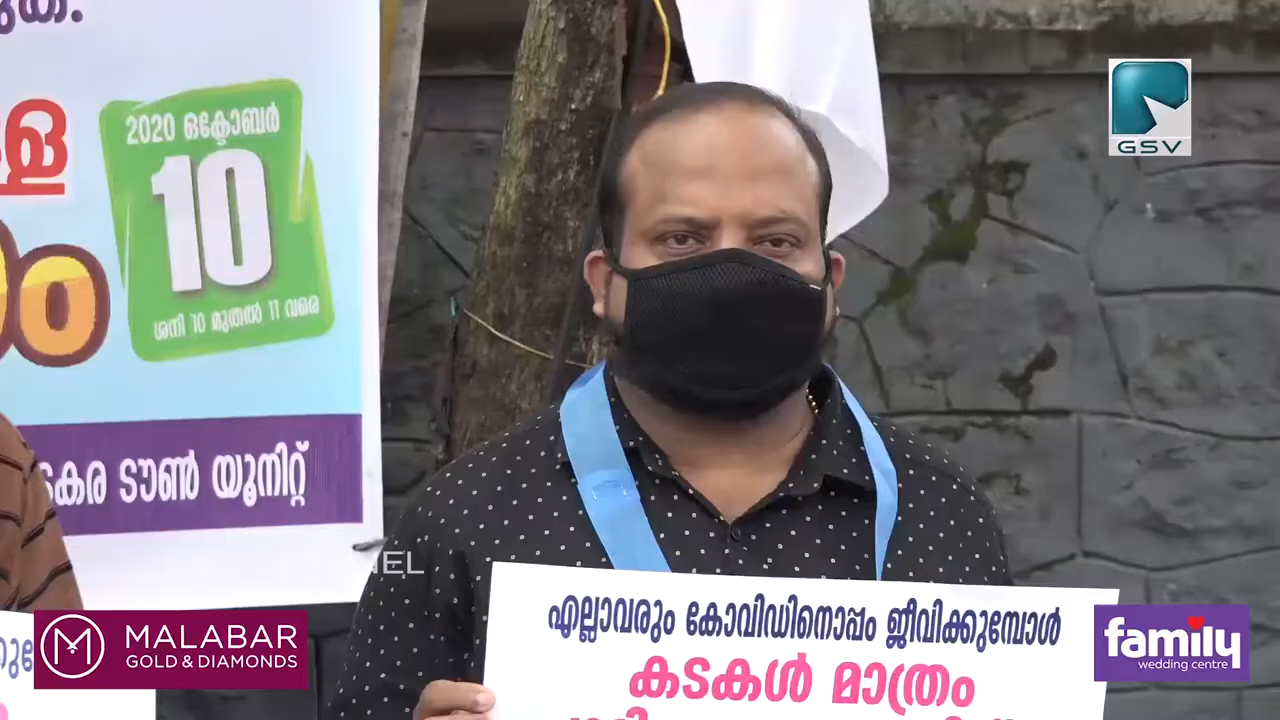 2020 ഒക്ടോബർ
10
ശനി 10 മുതൽ 11 വരെ
ടൗൺ യൂനിറ്റ്
GSV
എല്ലാവരും കോവിഡിനൊപ്പം ജീവിക്കുമ്പോൾ
കടകൾ മാത്രം
MALABAR
GOLD & DIAMONDS
family
wedding centre